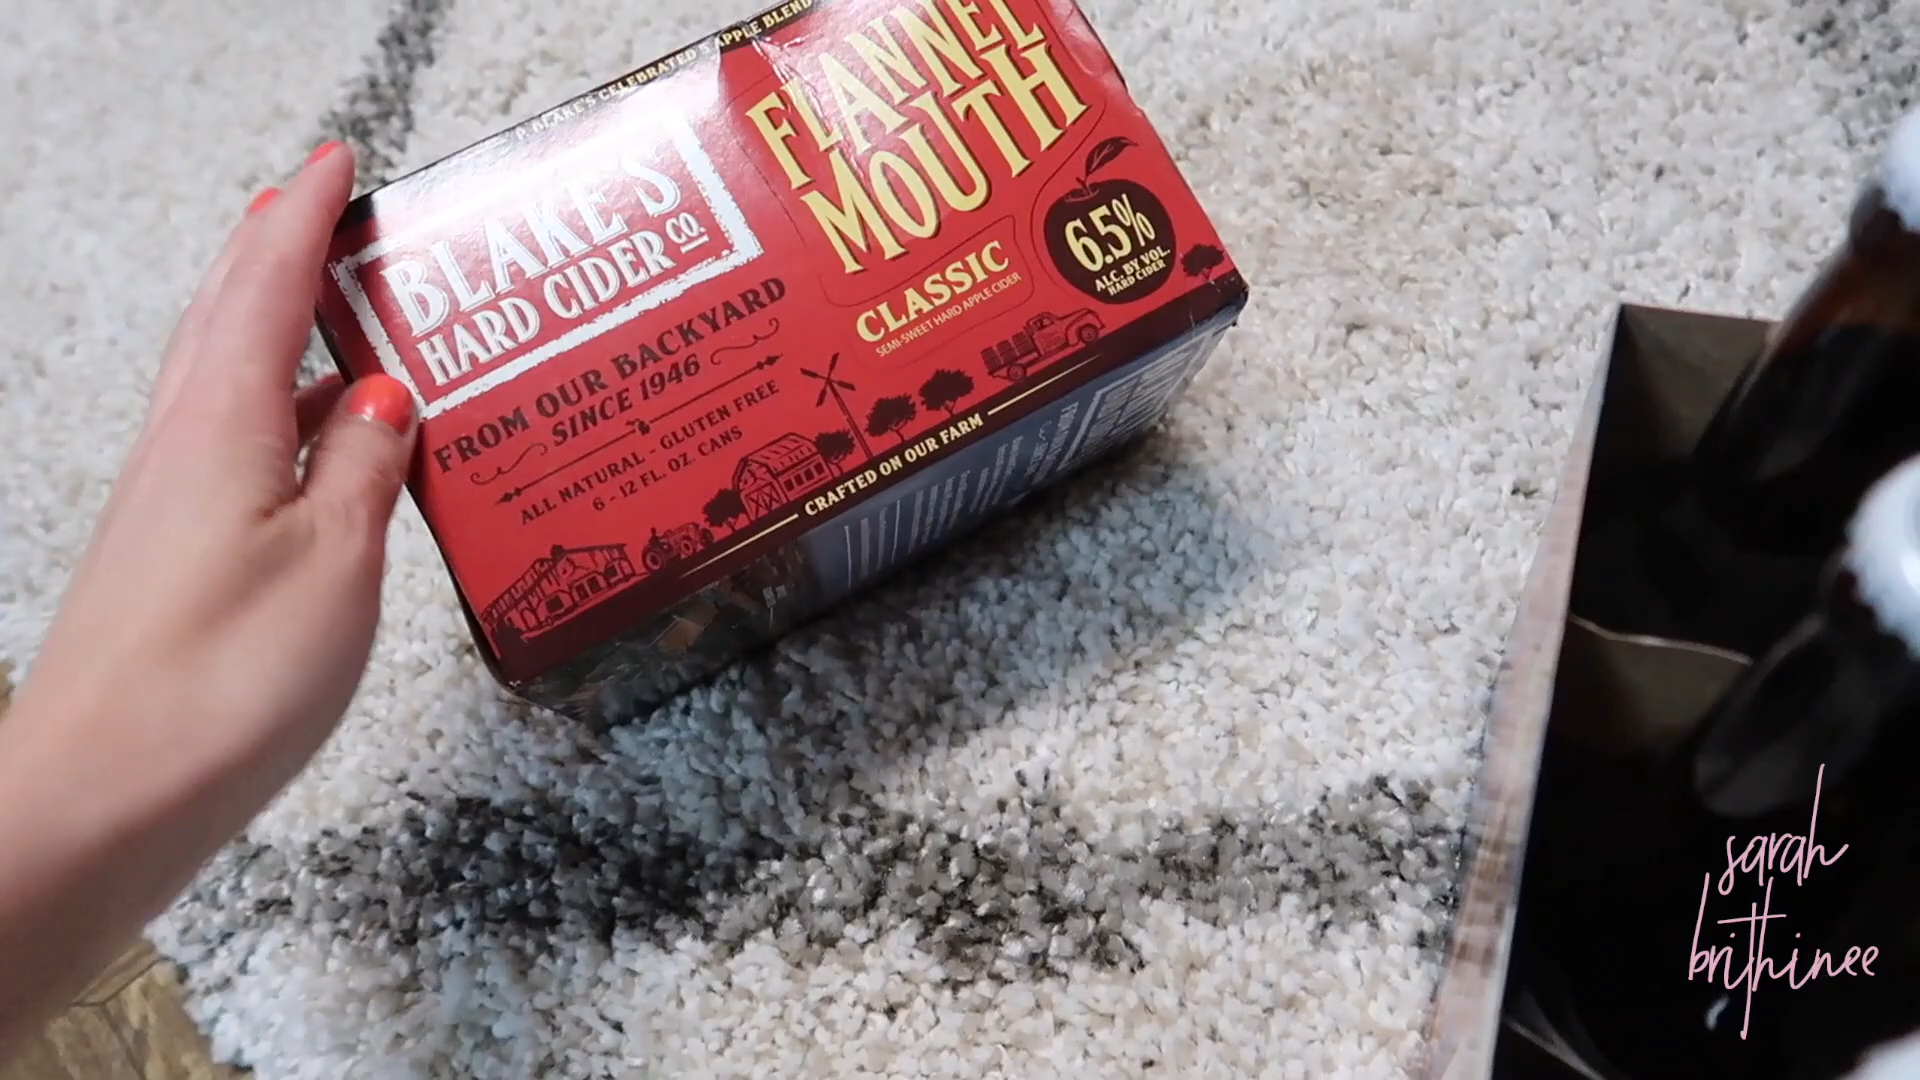 P. BLAKE'S CELEBRATED 5 APPLE BLEND
BLAKE'S
HARD CIDER CO.
FROM OUR BACKYARD
SINCE 1946
ALL NATURAL - GLUTEN FREE
6 - 12 FL. OZ. CANS
FLANNEL
MOUTH
CLASSIC
SEMI-SWEET HARD APPLE CIDER
6.5%
ALC. BY VOL.
HARD CIDER
CRAFTED ON OUR FARM
sarah
brithinee